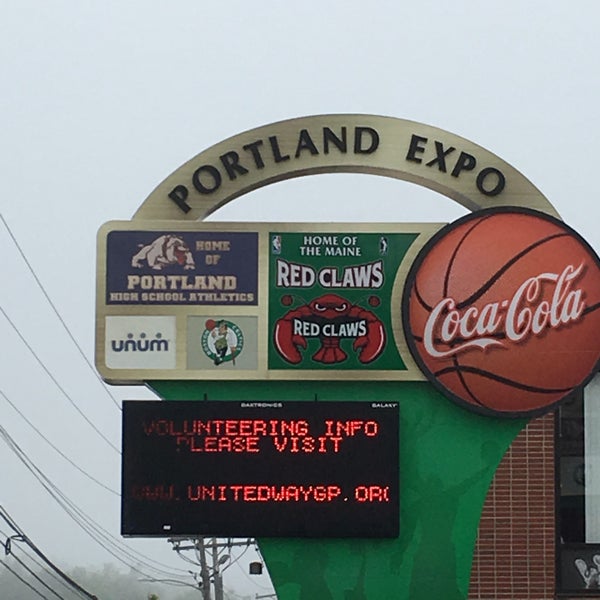 PORTLAND EXPO
HOME
OF
PORTLAND
HIGH SCHOOL ATHLETICS
unum
HOME OF
THE MAINE
RED CLAWS
RED CLAWS
Coca-Cola
DAKTRONICS GALAXY
VOLUNTEERING INFO
PLEASE VISIT
WWW.UNITEDWAYGP.ORG